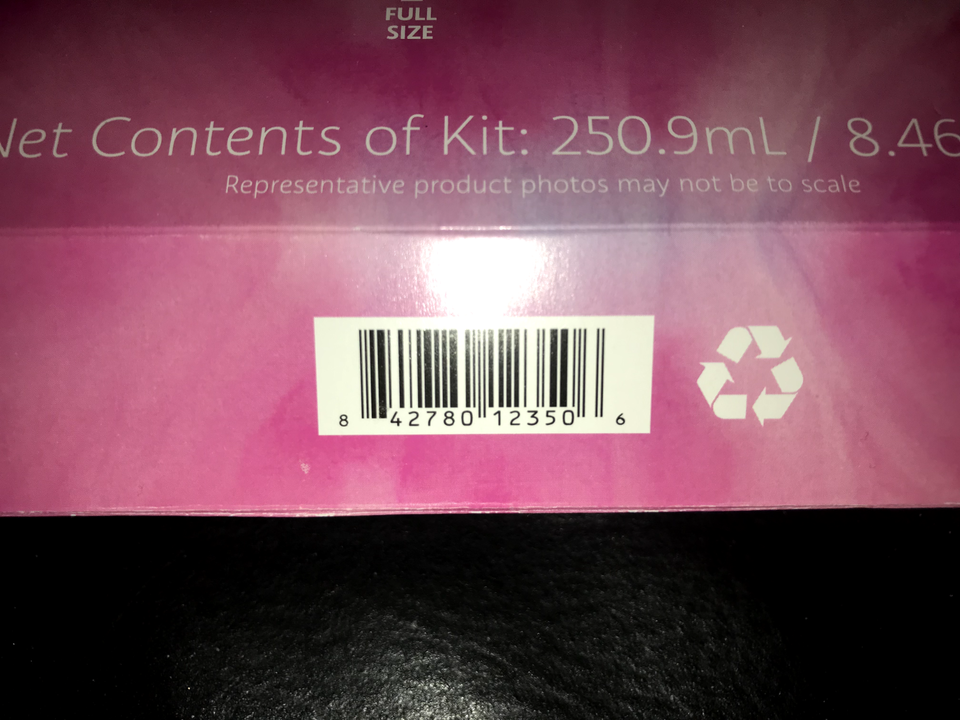 FULL
SIZE
Net Contents of Kit: 250.9mL / 8.46
Representative product photos may not be to scale
8 42780 12350 6